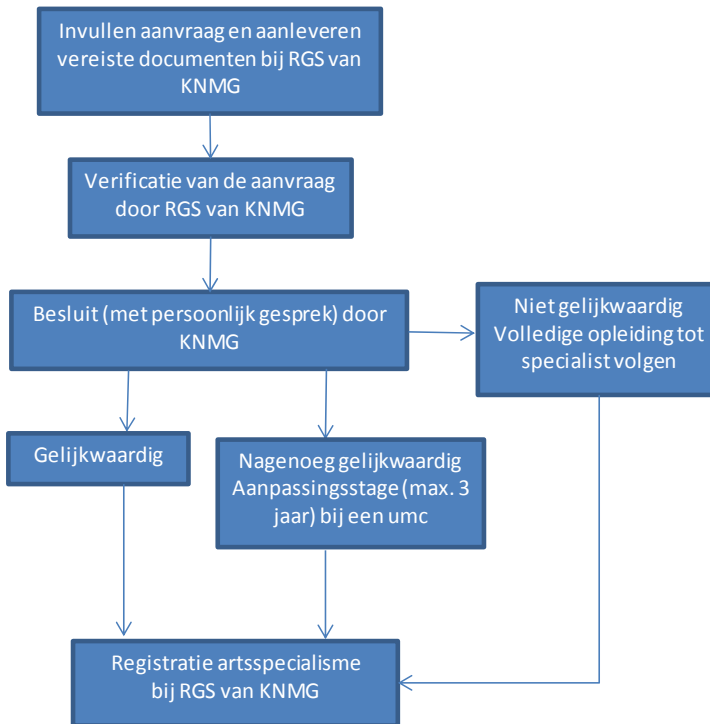 Invullen aanvraag en aanleveren
vereiste documenten bij RGS van
KNMG
Verificatie van de aanvraag
door RGS van KNMG
Besluit (met persoonlijk gesprek) door
KNMG
Niet gelijkwaardig
Volledige opleiding tot
specialist volgen
Gelijkwaardig
Nagenoeg gelijkwaardig
Aanpassingsstage (max. 3
jaar) bij een umc
Registratie artsspecialisme
bij RGS van KNMG